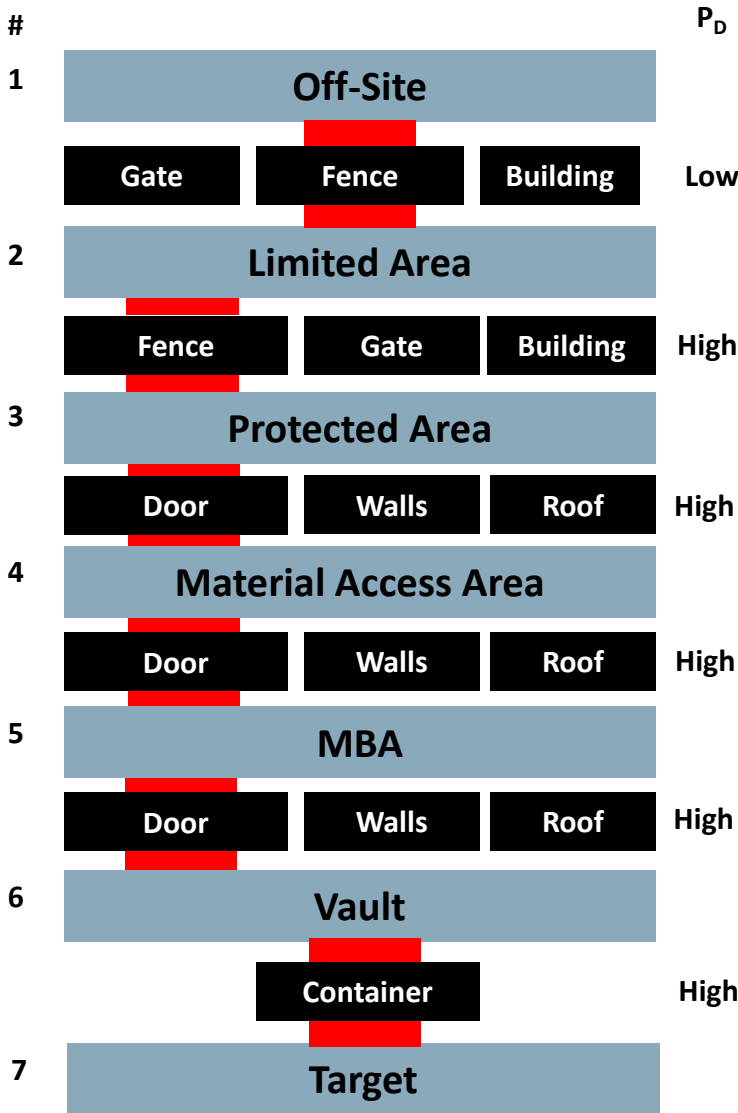 # P_D
1 Off-Site
Gate Fence Building Low
2 Limited Area
Fence Gate Building High
3 Protected Area
Door Walls Roof High
4 Material Access Area
Door Walls Roof High
5 MBA
Door Walls Roof High
6 Vault
Container High
7 Target